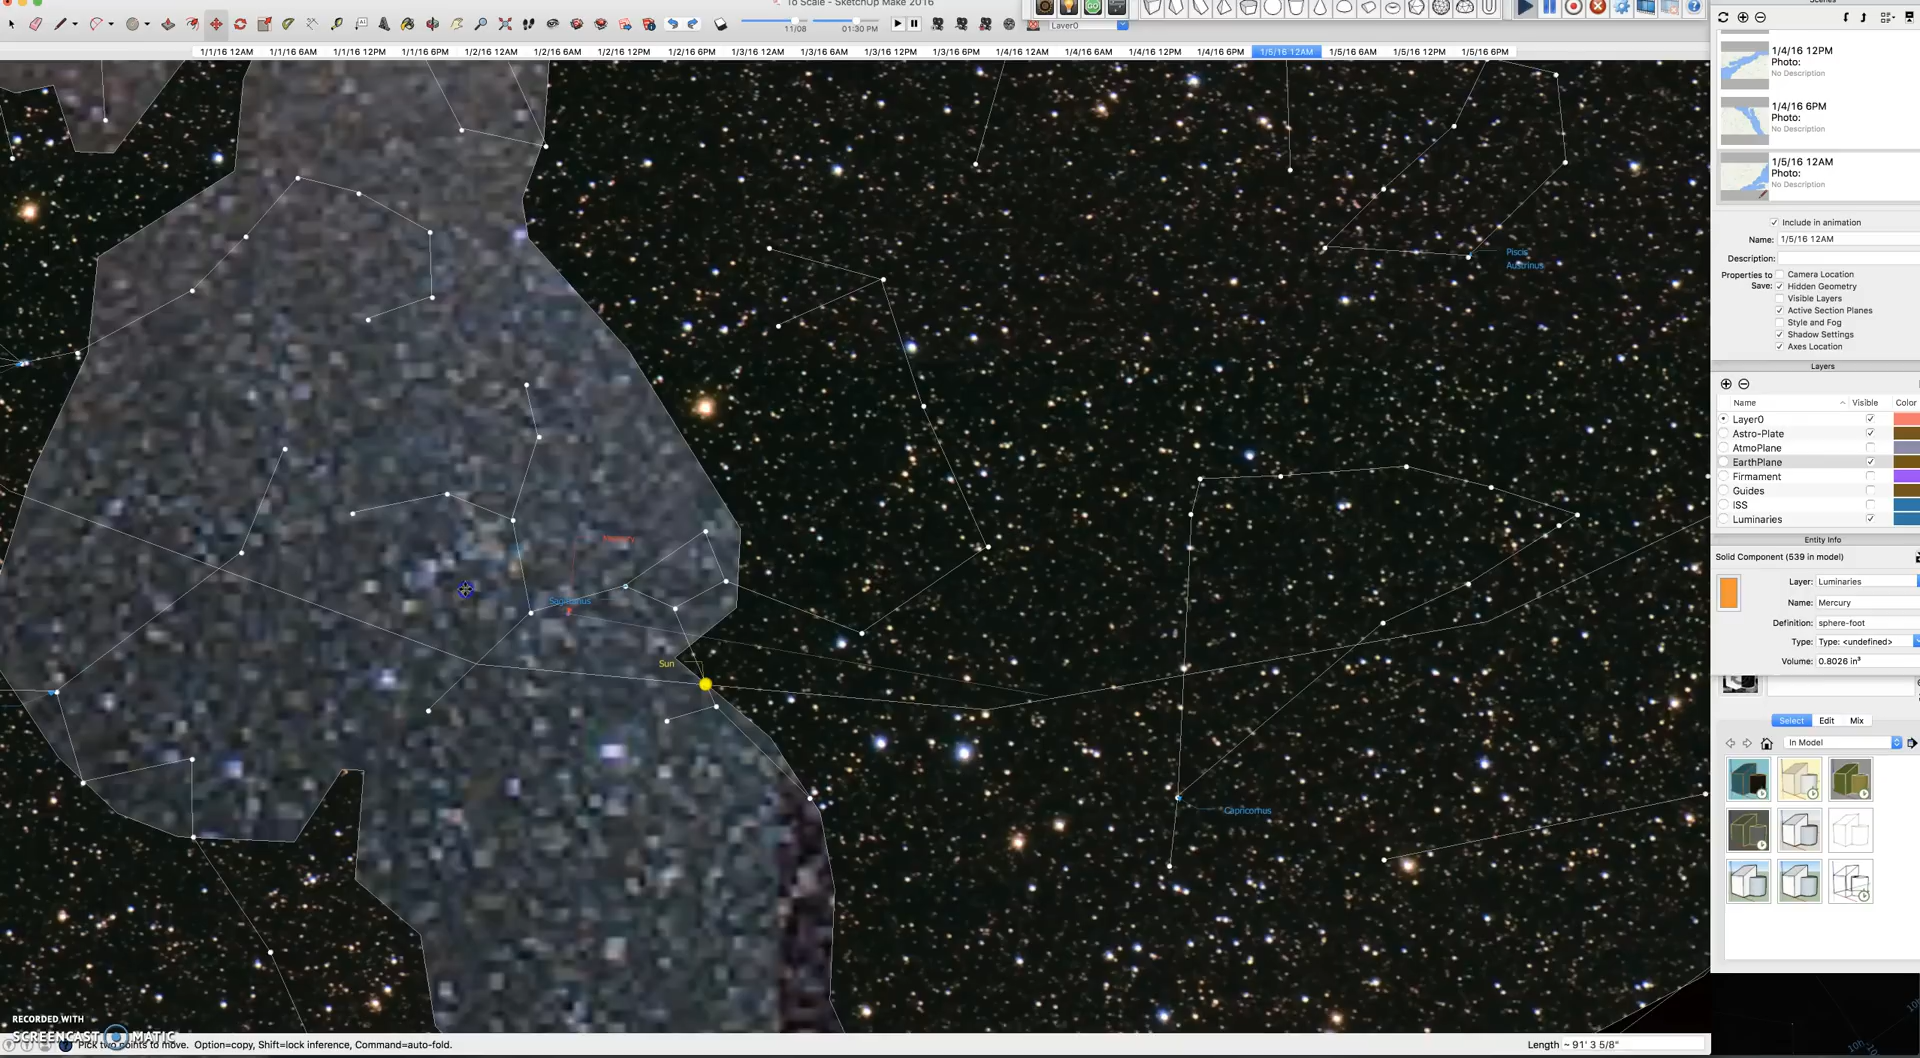 To Scale - SketchUp Make 2016
Scenes
11/08
01:30 PM
Layer0
1/1/16 12AM 1/1/16 6AM 1/1/16 12PM 1/1/16 6PM 1/2/16 12AM 1/2/16 6AM 1/2/16 12PM 1/2/16 6PM 1/3/16 12AM 1/3/16 6AM 1/3/16 12PM 1/3/16 6PM 1/4/16 12AM 1/4/16 6AM 1/4/16 12PM 1/4/16 6PM 1/5/16 12AM 1/5/16 6AM 1/5/16 12PM 1/5/16 6PM
1/4/16 12PM
Photo:
No Description
1/4/16 6PM
Photo:
No Description
1/5/16 12AM
Photo:
No Description
Include in animation
Name: 1/5/16 12AM
Description:
Properties to Save:
Camera Location
Hidden Geometry
Visible Layers
Active Section Planes
Style and Fog
Shadow Settings
Axes Location
Layers
Name Visible Color
Layer0
Astro-Plate
AtmoPlane
EarthPlane
Firmament
Guides
ISS
Luminaries
Entity Info
Solid Component (539 in model)
Layer: Luminaries
Name: Mercury
Definition: sphere-foot
Type: Type: <undefined>
Volume: 0.8026 in³
Select Edit Mix
In Model
Piscis
Austrinus
Mercury
Sagittarius
Sun
Capricornus
RECORDED WITH
SCREENCAST MATIC
Pick two points to move. Option=copy, Shift=lock inference, Command=auto-fold.
Length ~ 91' 3 5/8"
10h